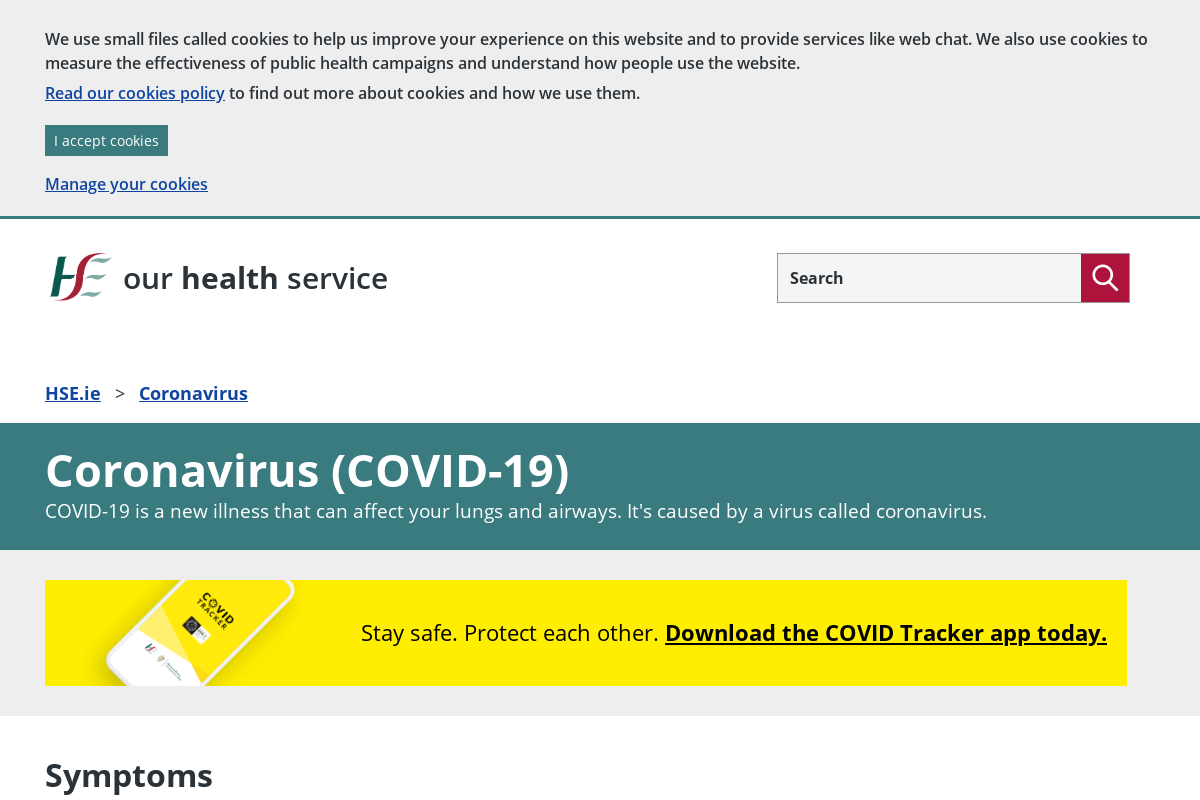 We use small files called cookies to help us improve your experience on this website and to provide services like web chat. We also use cookies to
measure the effectiveness of public health campaigns and understand how people use the website.
Read our cookies policy to find out more about cookies and how we use them.
I accept cookies
Manage your cookies
HSE our health service
Search
HSE.ie > Coronavirus
Coronavirus (COVID-19)
COVID-19 is a new illness that can affect your lungs and airways. It's caused by a virus called coronavirus.
COVID
TRACKER
Stay safe. Protect each other. Download the COVID Tracker app today.
Symptoms